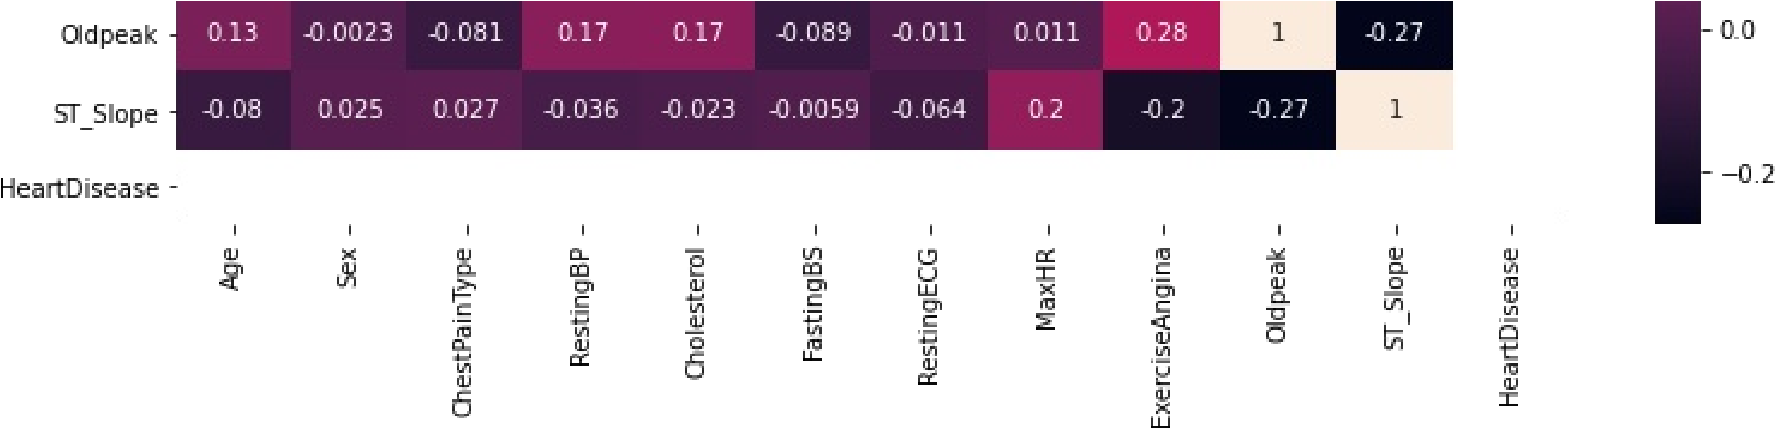 Oldpeak 0.13 -0.0023 -0.081 0.17 0.17 -0.089 -0.011 0.011 0.28 1 -0.27 0.0
ST_Slope -0.08 0.025 0.027 -0.036 -0.023 -0.0059 -0.064 0.2 -0.2 -0.27 1
−0.2
HeartDisease
Age
Sex
ChestPainType
RestingBP
Cholesterol
FastingBS
RestingECG
MaxHR
ExerciseAngina
Oldpeak
ST_Slope
HeartDisease